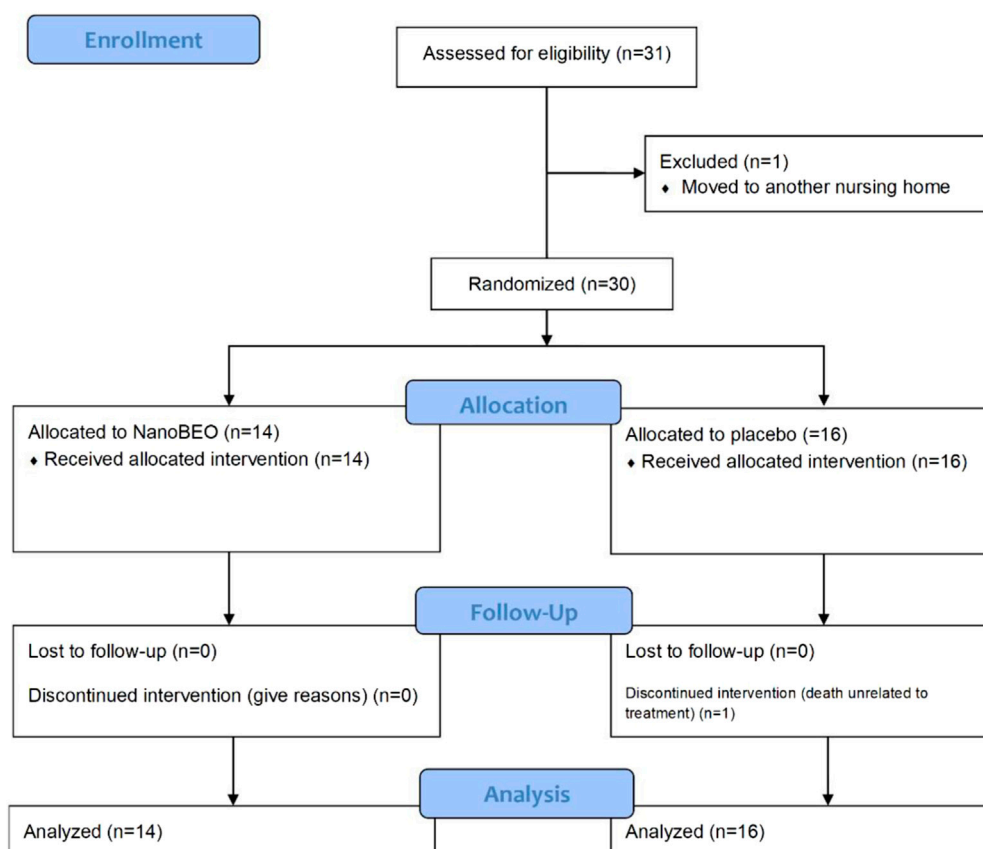 Enrollment
Assessed for eligibility (n=31)
Excluded (n=1)
♦ Moved to another nursing home
Randomized (n=30)
Allocation
Allocated to NanoBEO (n=14)
♦ Received allocated intervention (n=14)
Allocated to placebo (=16)
♦ Received allocated intervention (n=16)
Follow-Up
Lost to follow-up (n=0)
Discontinued intervention (give reasons) (n=0)
Lost to follow-up (n=0)
Discontinued intervention (death unrelated to
treatment) (n=1)
Analysis
Analyzed (n=14)
Analyzed (n=16)